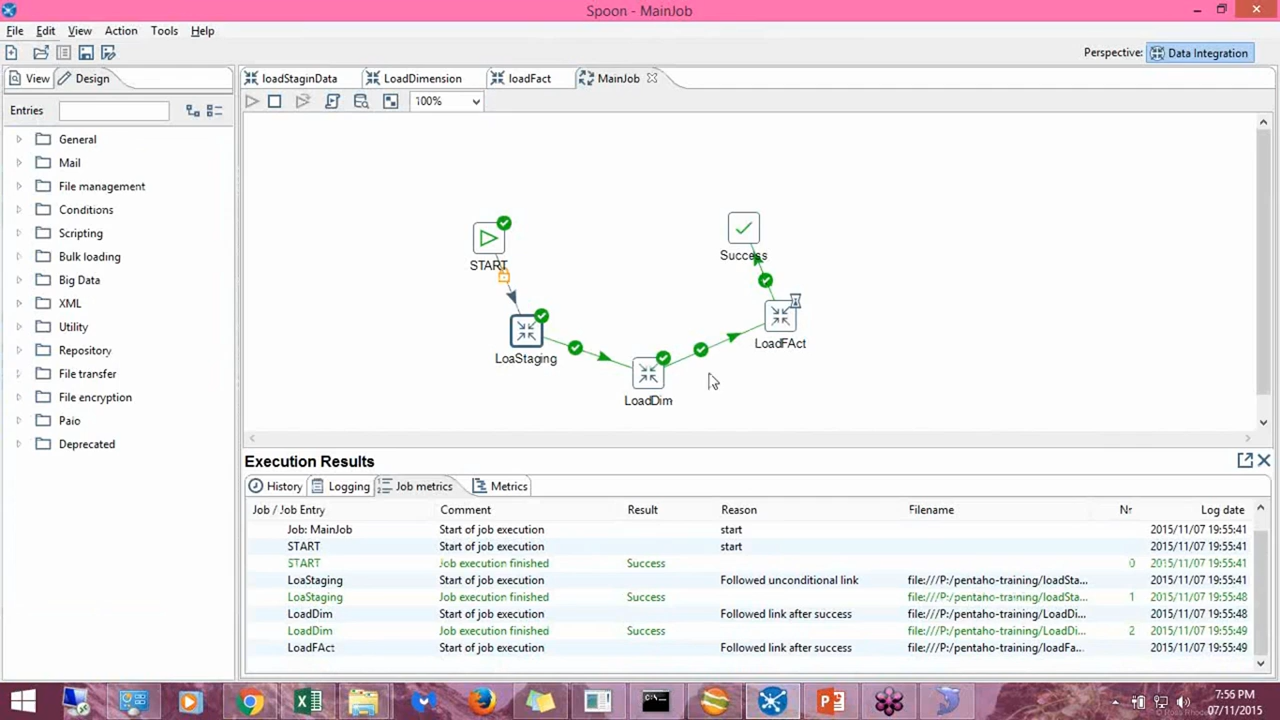 Spoon - MainJob
File Edit View Action Tools Help
Perspective: Data Integration
View Design
loadStaginData LoadDimension loadFact MainJob
Entries
100%
General
Mail
File management
Conditions
Scripting
Bulk loading
Big Data
XML
Utility
Repository
File transfer
File encryption
Paio
Deprecated
START
Success
LoaStaging
LoadFAct
LoadDim
Execution Results
History Logging Job metrics Metrics
Job / Job Entry Comment Result Reason Filename Nr Log date
Job: MainJob Start of job execution start 2015/11/07 19:55:41
START Start of job execution start 2015/11/07 19:55:41
START Job execution finished Success 0 2015/11/07 19:55:41
LoaStaging Start of job execution Followed unconditional link file:///P:/pentaho-training/loadSta... 2015/11/07 19:55:41
LoaStaging Job execution finished Success file:///P:/pentaho-training/loadSta... 1 2015/11/07 19:55:48
LoadDim Start of job execution Followed link after success file:///P:/pentaho-training/LoadDi... 2015/11/07 19:55:48
LoadDim Job execution finished Success file:///P:/pentaho-training/LoadDi... 2 2015/11/07 19:55:49
LoadFAct Start of job execution Followed link after success file:///P:/pentaho-training/loadFa... 2015/11/07 19:55:49
7:56 PM
07/11/2015